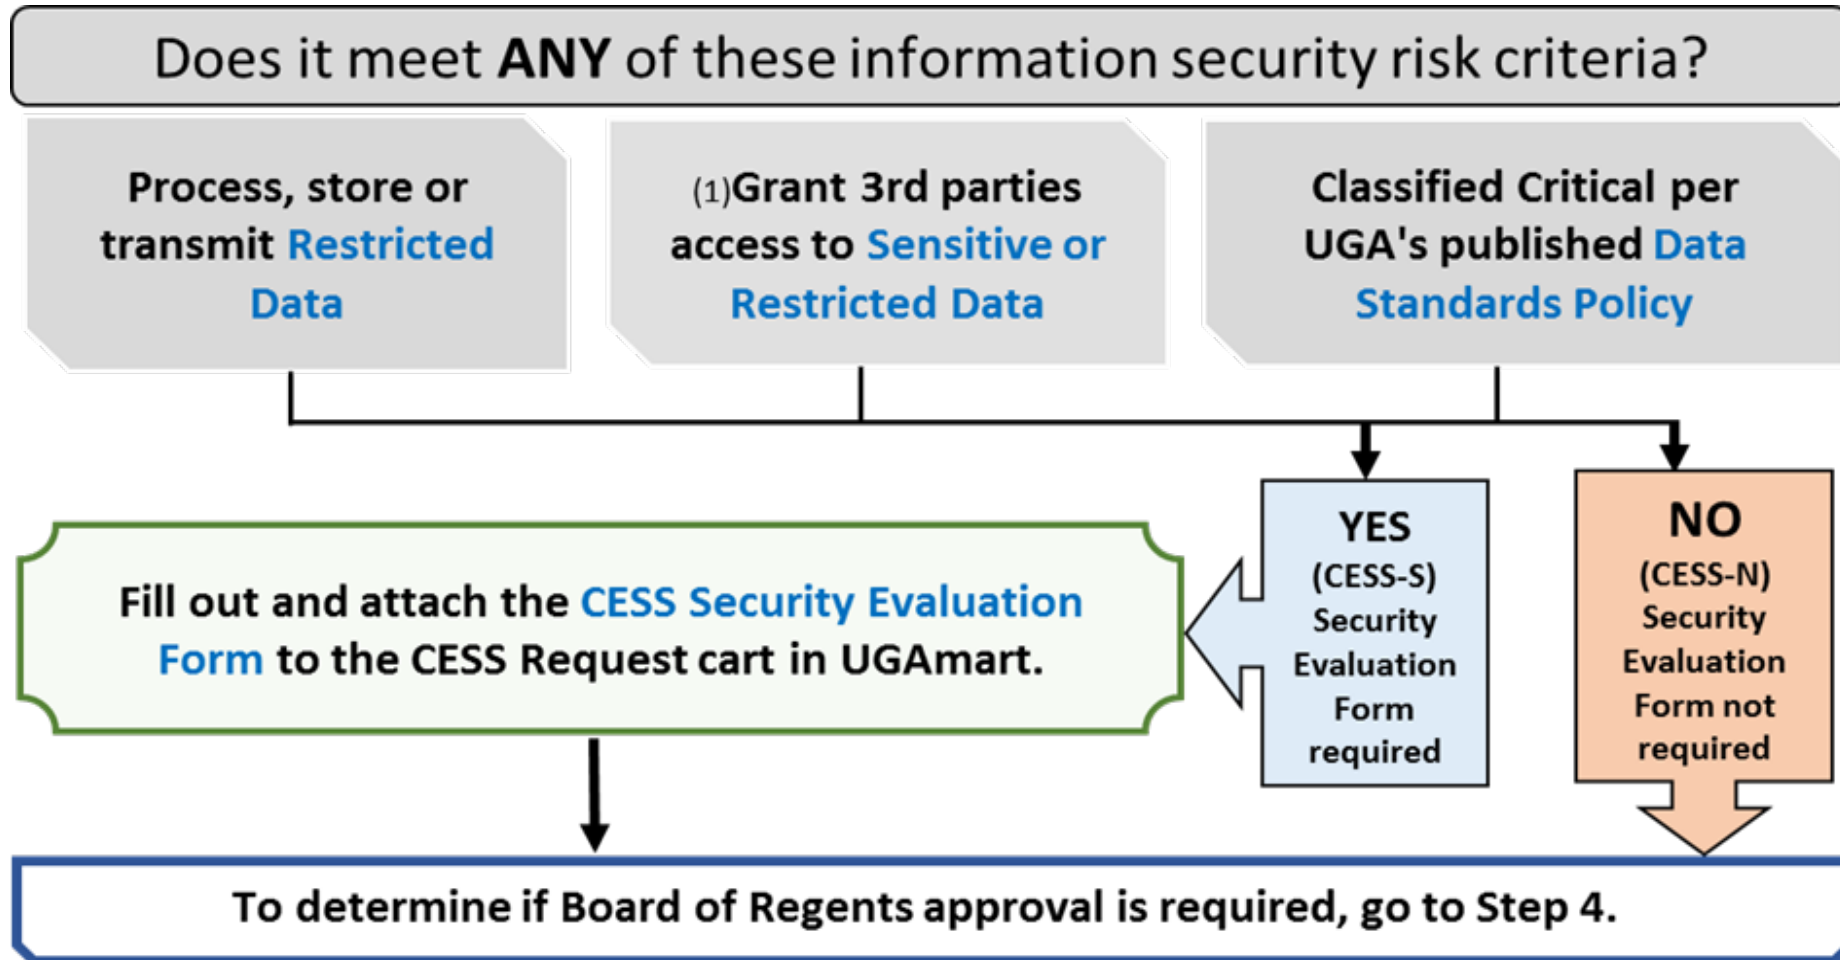 Does it meet ANY of these information security risk criteria?
Process, store or
transmit Restricted
Data
(1)Grant 3rd parties
access to Sensitive or
Restricted Data
Classified Critical per
UGA's published Data
Standards Policy
YES
(CESS-S)
Security
Evaluation
Form
required
NO
(CESS-N)
Security
Evaluation
Form not
required
Fill out and attach the CESS Security Evaluation
Form to the CESS Request cart in UGAmart.
To determine if Board of Regents approval is required, go to Step 4.